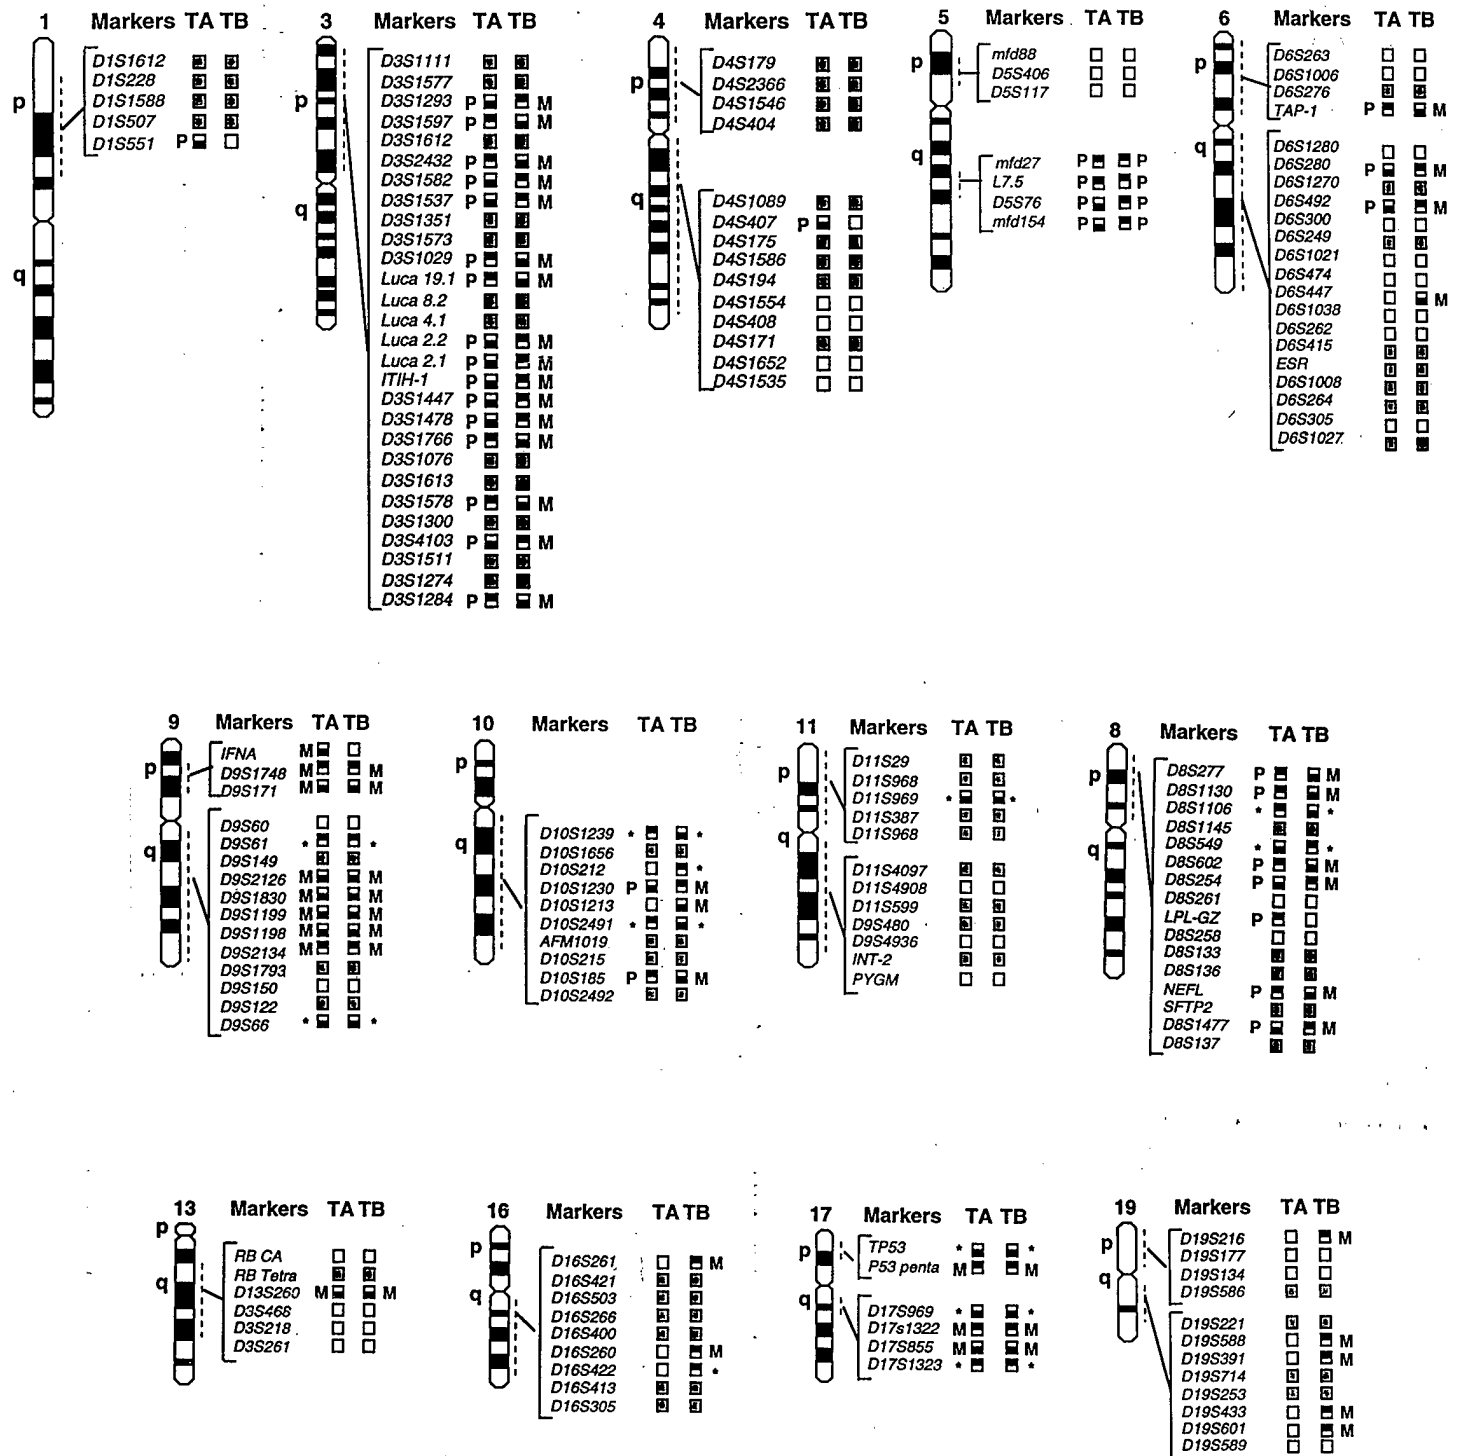 1 Markers TA TB
p
q
D1S1612
D1S228
D1S1588
D1S507
D1S551 P
3 Markers TA TB
p
q
D3S1111
D3S1577
D3S1293 P M
D3S1597 P M
D3S1612
D3S2432 P M
D3S1582 P M
D3S1537 P M
D3S1351
D3S1573
D3S1029 P M
Luca 19.1 P M
Luca 8.2
Luca 4.1
Luca 2.2 P M
Luca 2.1 P M
ITIH-1 P M
D3S1447 P M
D3S1478 P M
D3S1766 P M
D3S1076
D3S1613
D3S1578 P M
D3S1300
D3S4103 P M
D3S1511
D3S1274
D3S1284 P M
4 Markers TA TB
p
q
D4S179
D4S2366
D4S1546
D4S404
D4S1089
D4S407 P
D4S175
D4S1586
D4S194
D4S1554
D4S408
D4S171
D4S1652
D4S1535
5 Markers TA TB
p
q
mfd88
D5S406
D5S117
mfd27 P P
L7.5 P P
D5S76 P P
mfd154 P P
6 Markers TA TB
p
q
D6S263
D6S1006
D6S276
TAP-1 P M
D6S1280
D6S280 P M
D6S1270
D6S492 P M
D6S300
D6S249
D6S1021
D6S474
D6S447 M
D6S1038
D6S262
D6S415
ESR
D6S1008
D6S264
D6S305
D6S1027
9 Markers TA TB
p
q
IFNA M
D9S1748 M M
D9S171 M M
D9S60
D9S61 * *
D9S149
D9S2126 M M
D9S1830 M M
D9S1199 M M
D9S1198 M M
D9S2134 M M
D9S1793
D9S150
D9S122
D9S66 * *
10 Markers TA TB
p
q
D10S1239 * *
D10S1656
D10S212 *
D10S1230 P M
D10S1213 M
D10S2491 * *
AFM1019
D10S215
D10S185 P M
D10S2492
11 Markers TA TB
p
q
D11S29
D11S968
D11S969 * *
D11S387
D11S968
D11S4097
D11S4908
D11S599
D9S480
D9S4936
INT-2
PYGM
8 Markers TA TB
p
q
D8S277 P M
D8S1130 P M
D8S1106 * *
D8S1145
D8S549 * *
D8S602 P M
D8S254 P M
D8S261
LPL-GZ P
D8S258
D8S133
D8S136
NEFL P M
SFTP2
D8S1477 P M
D8S137
13 Markers TA TB
p
q
RB CA
RB Tetra
D13S260 M M
D3S468
D3S218
D3S261
16 Markers TA TB
p
q
D16S261 M
D16S421
D16S503
D16S266
D16S400
D16S260 M
D16S422 *
D16S413
D16S305
17 Markers TA TB
p
q
TP53 * *
P53 penta M M
D17S969 * *
D17s1322 M M
D17S855 M M
D17S1323 * *
19 Markers TA TB
p
q
D19S216 M
D19S177
D19S134
D19S586
D19S221
D19S588 M
D19S391 M
D19S714
D19S253
D19S433 M
D19S601 M
D19S589